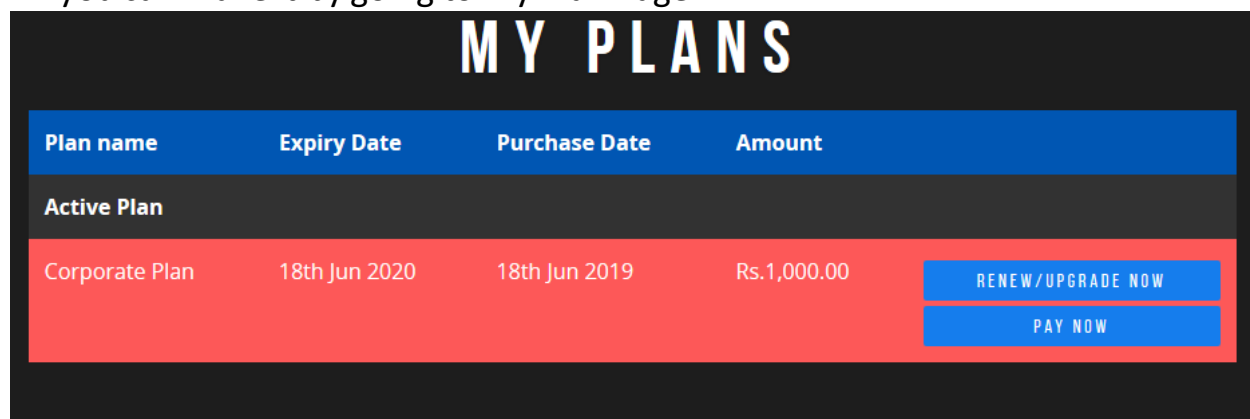 MY PLANS
Plan name Expiry Date Purchase Date Amount
Active Plan
Corporate Plan 18th Jun 2020 18th Jun 2019 Rs.1,000.00
RENEW/UPGRADE NOW
PAY NOW